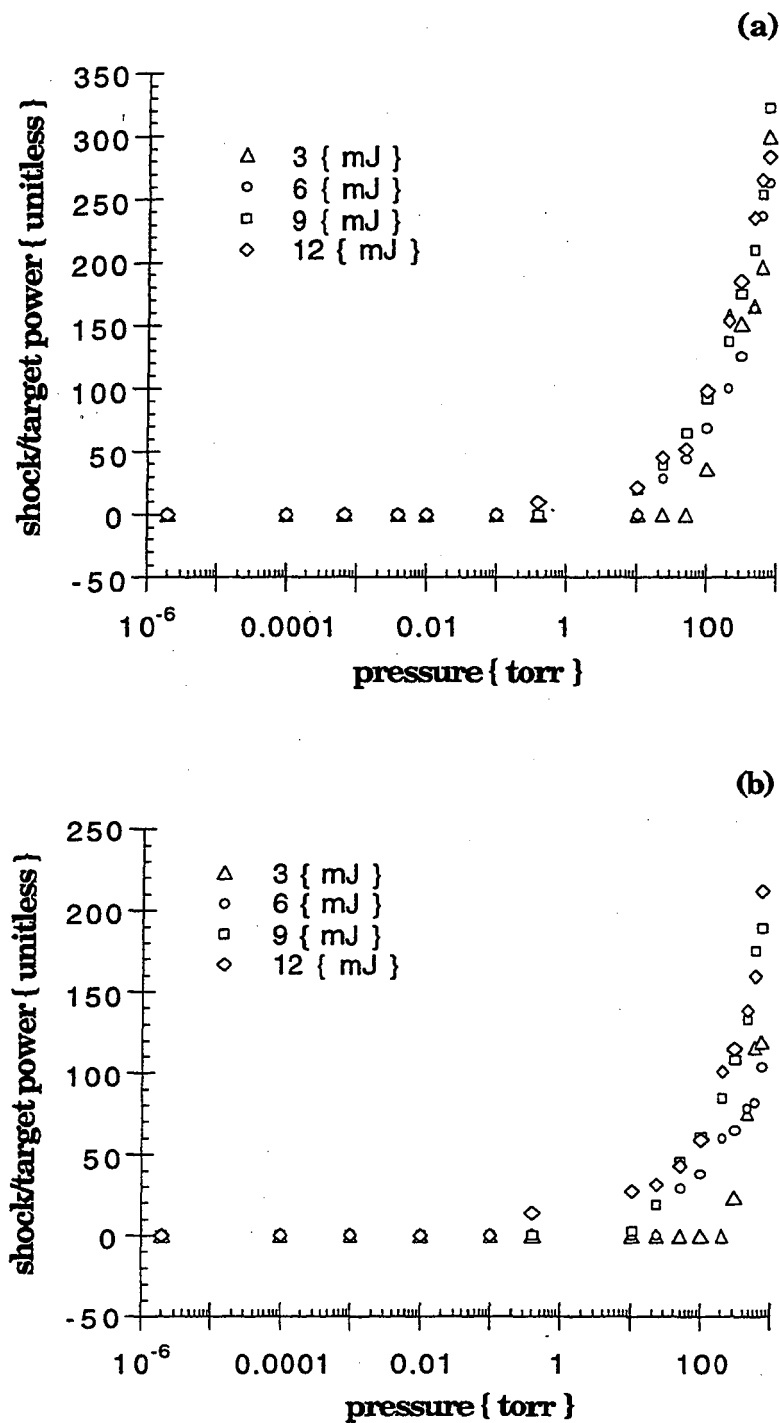 (a)
350
300
250
200
150
100
50
0
-50
shock/target power { unitless }
△ 3 { mJ }
○ 6 { mJ }
□ 9 { mJ }
◇ 12 { mJ }
10-6 0.0001 0.01 1 100
pressure { torr }
(b)
250
200
150
100
50
0
-50
shock/target power { unitless }
△ 3 { mJ }
○ 6 { mJ }
□ 9 { mJ }
◇ 12 { mJ }
10-6 0.0001 0.01 1 100
pressure { torr }